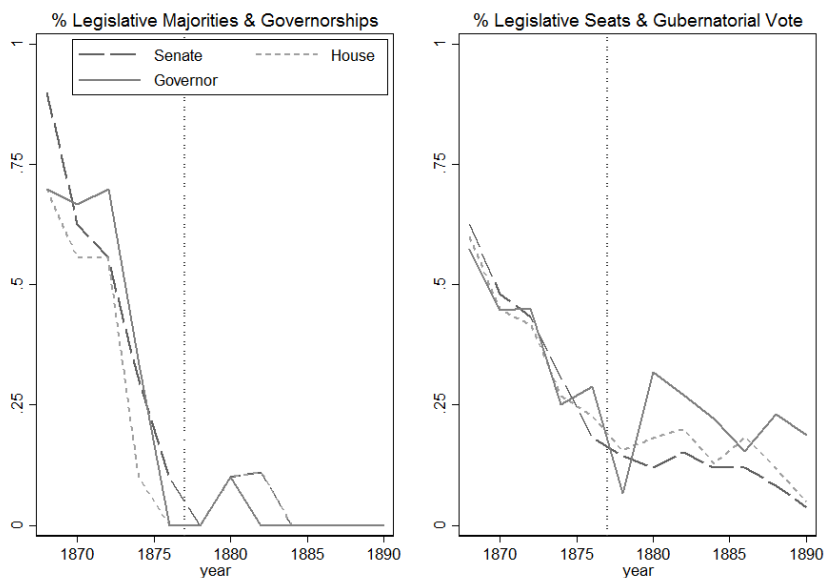 % Legislative Majorities & Governorships
Senate
House
Governor
1
.75
.5
.25
0
1870
1875
1880
1885
1890
year
% Legislative Seats & Gubernatorial Vote
1
.75
.5
.25
0
1870
1875
1880
1885
1890
year